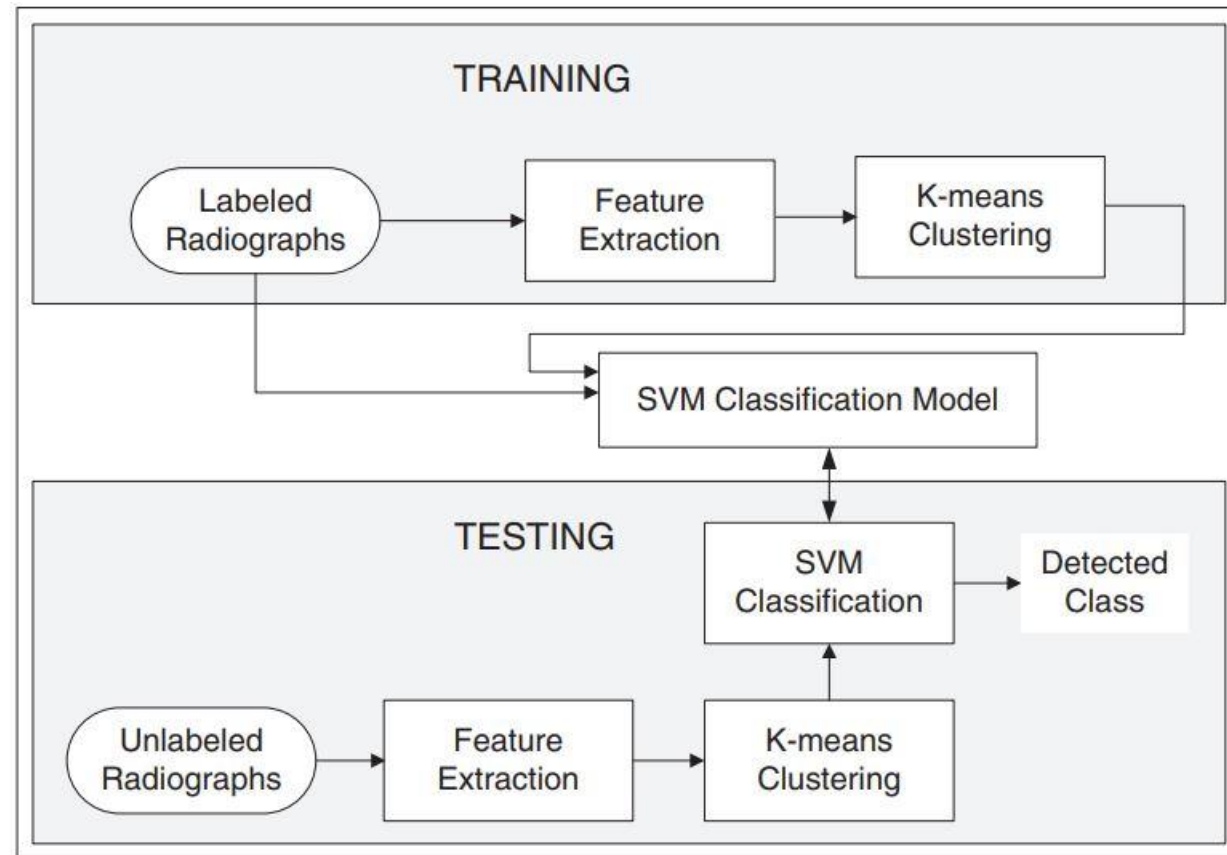 TRAINING
Labeled
Radiographs
Feature
Extraction
K-means
Clustering
SVM Classification Model
TESTING
SVM
Classification
Detected
Class
Unlabeled
Radiographs
Feature
Extraction
K-means
Clustering